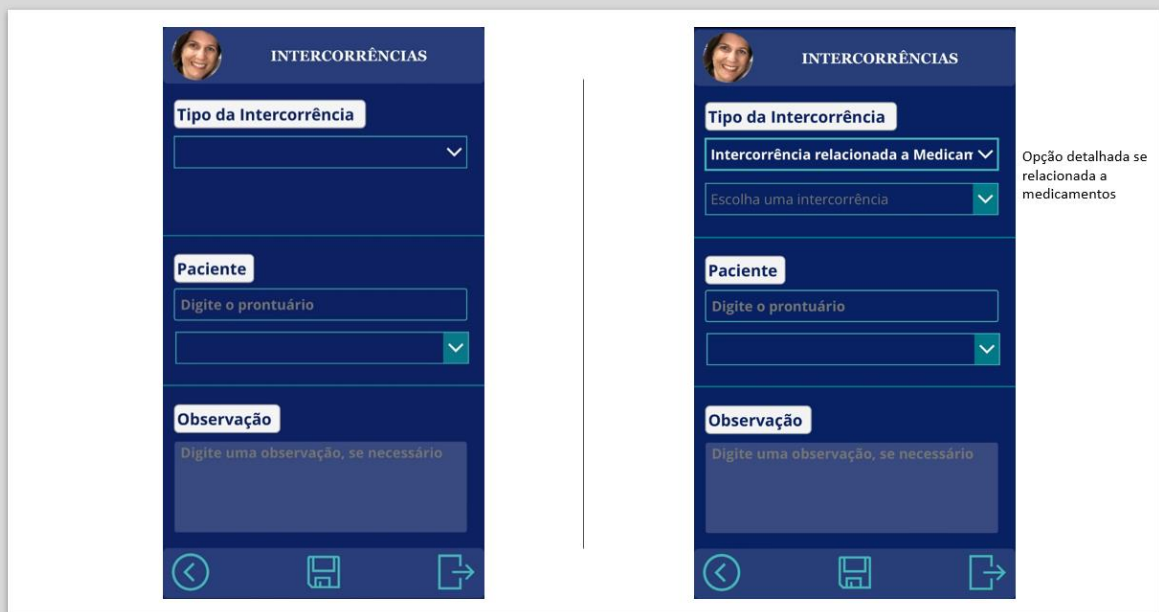 INTERCORRÊNCIAS
Tipo da Intercorrência
Paciente
Digite o prontuário
Observação
Digite uma observação, se necessário
INTERCORRÊNCIAS
Tipo da Intercorrência
Intercorrência relacionada a Medicam
Escolha uma intercorrência
Paciente
Digite o prontuário
Observação
Digite uma observação, se necessário
Opção detalhada se
relacionada a
medicamentos